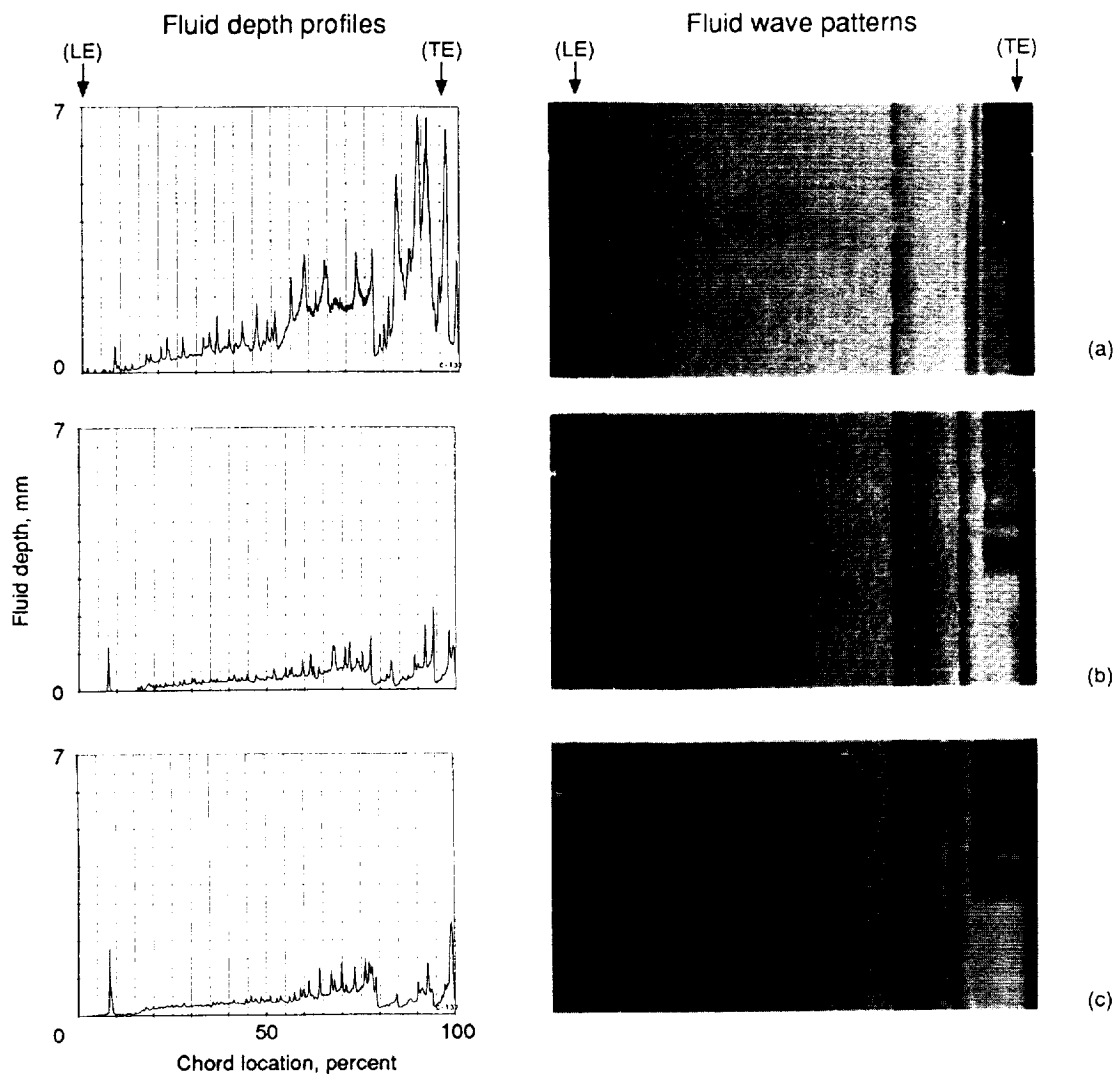 Fluid depth profiles
Fluid wave patterns
(LE)
(TE)
(LE)
(TE)
7
0
(a)
7
Fluid depth, mm
0
(b)
7
0
50
100
(c)
Chord location, percent